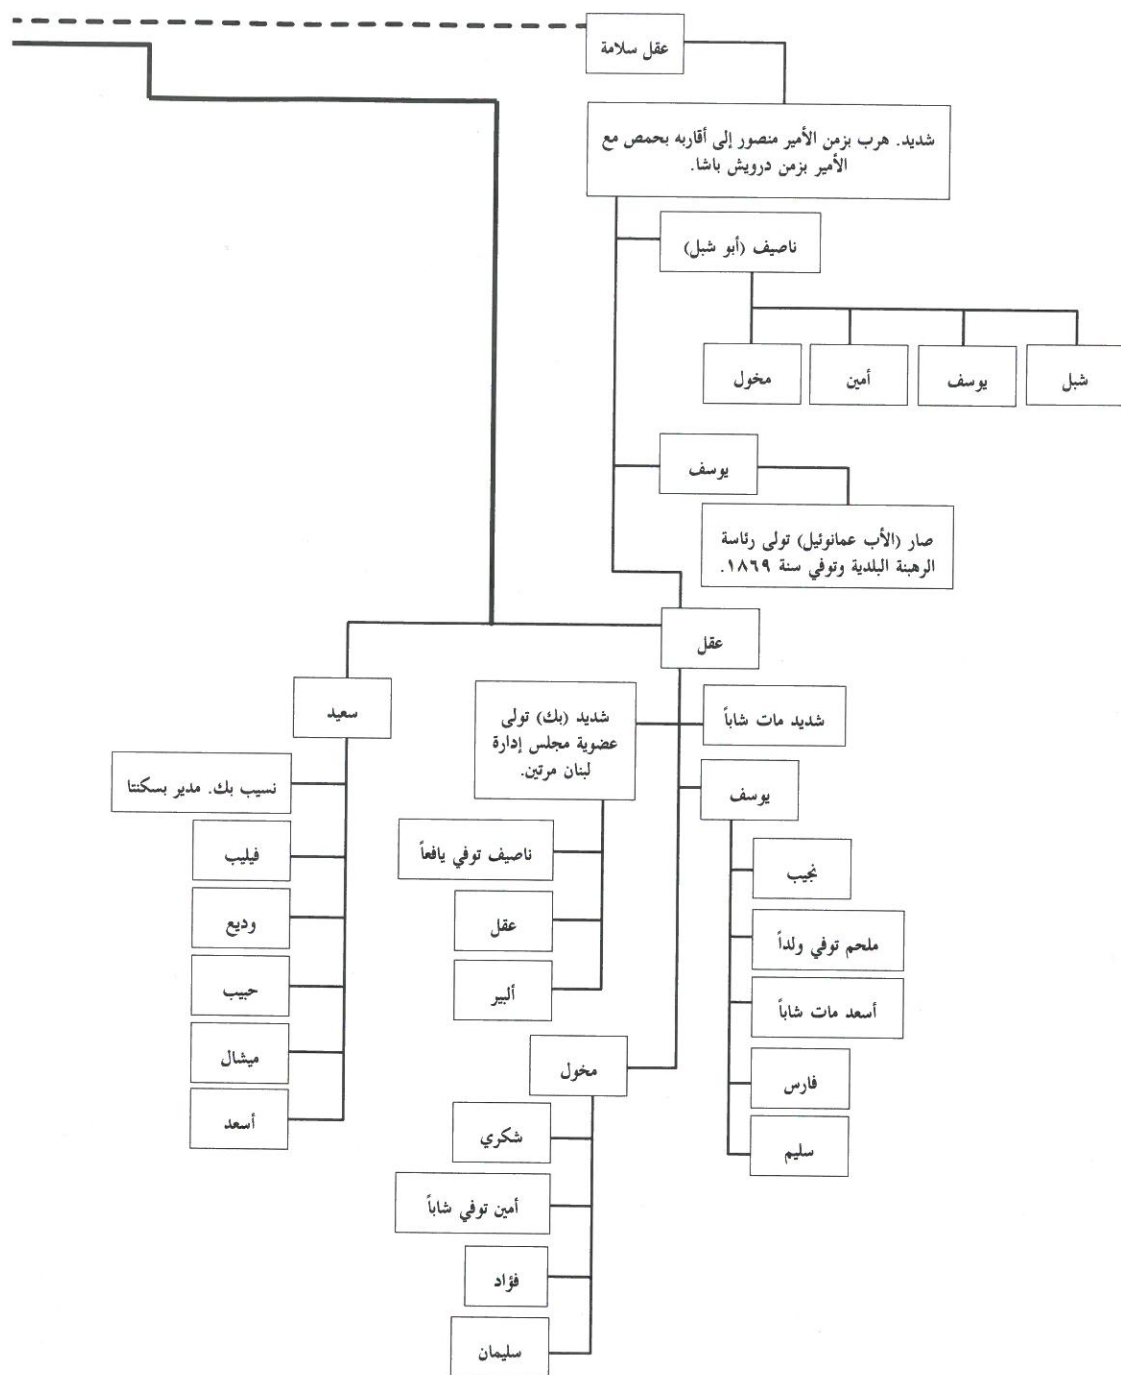 عقل سلامة
شديد. هرب بزمن الأمير منصور إلى أقاربه بحمص مع
الأمير بزمن درويش باشا.
ناصيف (أبو شبل)
شبل
يوسف
أمين
مخول
يوسف
صار (الأب عمانوئيل) تولى رئاسة
الرهبنة البلدية وتوفي سنة ١٨٦٩.
عقل
شديد مات شاباً
شديد (بك) تولى
عضوية مجلس إدارة
لبنان مرتين.
سعيد
يوسف
نسيب بك. مدير بسكنتا
نجيب
ناصيف توفي يافعاً
فيليب
ملحم توفي ولداً
عقل
وديع
أسعد مات شاباً
ألبير
حبيب
فارس
مخول
ميشال
سليم
شكري
أسعد
أمين توفي شاباً
فؤاد
سليمان